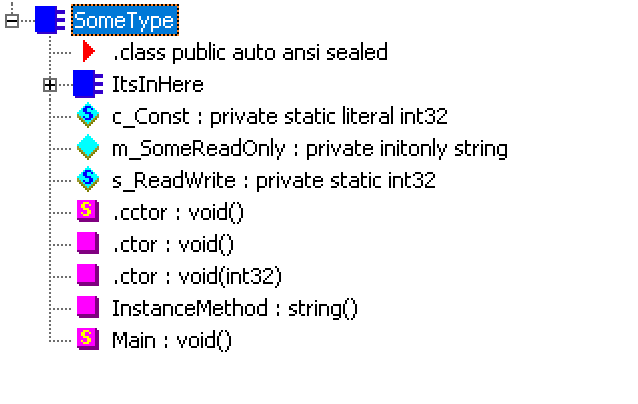 SomeType
.class public auto ansi sealed
ItsInHere
S c_Const : private static literal int32
m_SomeReadOnly : private initonly string
S s_ReadWrite : private static int32
S .cctor : void()
.ctor : void()
.ctor : void(int32)
InstanceMethod : string()
S Main : void()